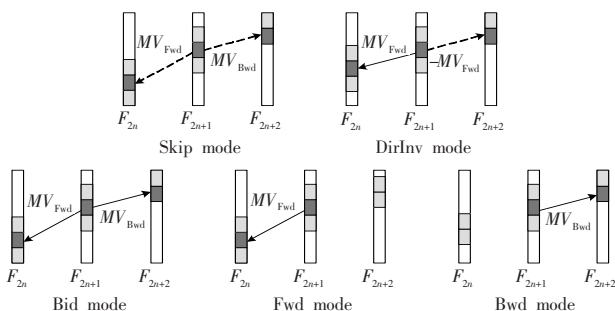 MV_Fwd MV_Bwd
F_2n F_2n+1 F_2n+2
Skip mode
MV_Fwd -MV_Fwd
F_2n F_2n+1 F_2n+2
DirInv mode
MV_Fwd MV_Bwd
F_2n F_2n+1 F_2n+2
Bid mode
MV_Fwd
F_2n F_2n+1 F_2n+2
Fwd mode
MV_Bwd
F_2n F_2n+1 F_2n+2
Bwd mode